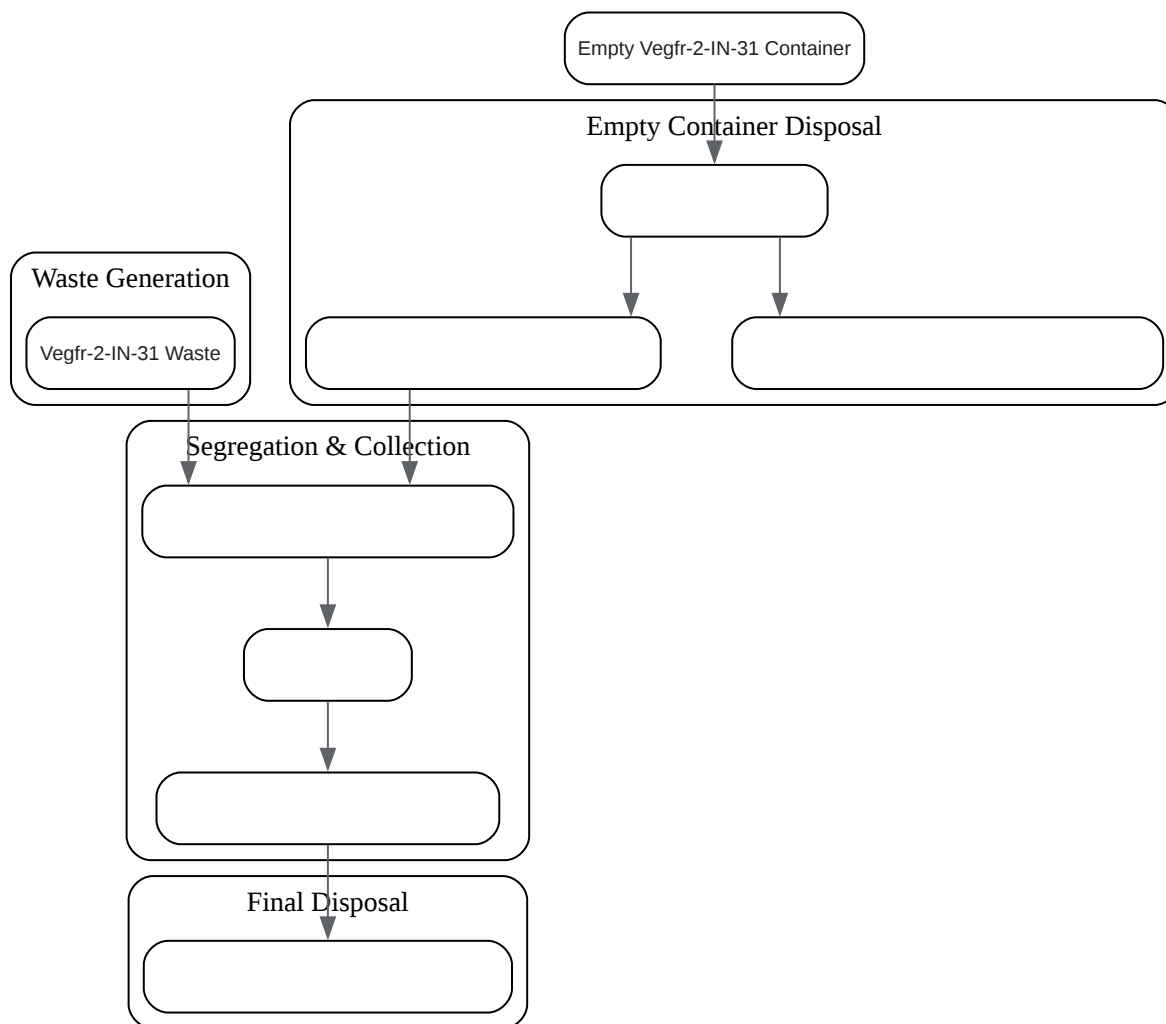 Empty Vegfr-2-IN-31 Container
Empty Container Disposal
Waste Generation
Vegfr-2-IN-31 Waste
Segregation & Collection
Final Disposal